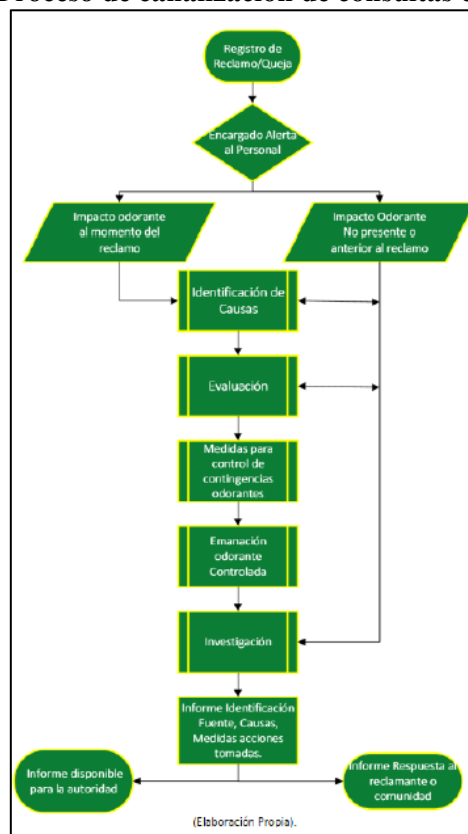 Proceso de canalización de consultas
Registro de
Reclamo/Queja
Encargado Alerta
al Personal
Impacto odorante
al momento del
reclamo
Impacto Odorante
No presente o
anterior al reclamo
Identificación de
Causas
Evaluación
Medidas para
control de
contingencias
odorantes
Emanación
odorante
Controlada
Investigación
Informe Identificación
Fuente, Causas,
Medidas acciones
tomadas.
Informe disponible
para la autoridad
Informe Respuesta al
reclamante o
comunidad
(Elaboración Propia).